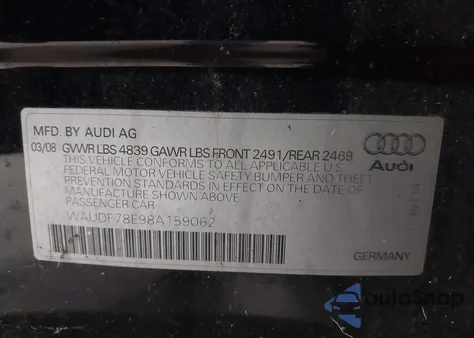 MFD. BY AUDI AG
03/08 GVWR LBS 4839 GAWR LBS FRONT 2491/REAR 2469
THIS VEHICLE CONFORMS TO ALL APPLICABLE U.S.
FEDERAL MOTOR VEHICLE SAFETY BUMPER AND THEFT
PREVENTION STANDARDS IN EFFECT ON THE DATE OF
MANUFACTURE SHOWN ABOVE.
PASSENGER CAR
WAUDF78E98A159062
Audi
GERMANY
autoSnap